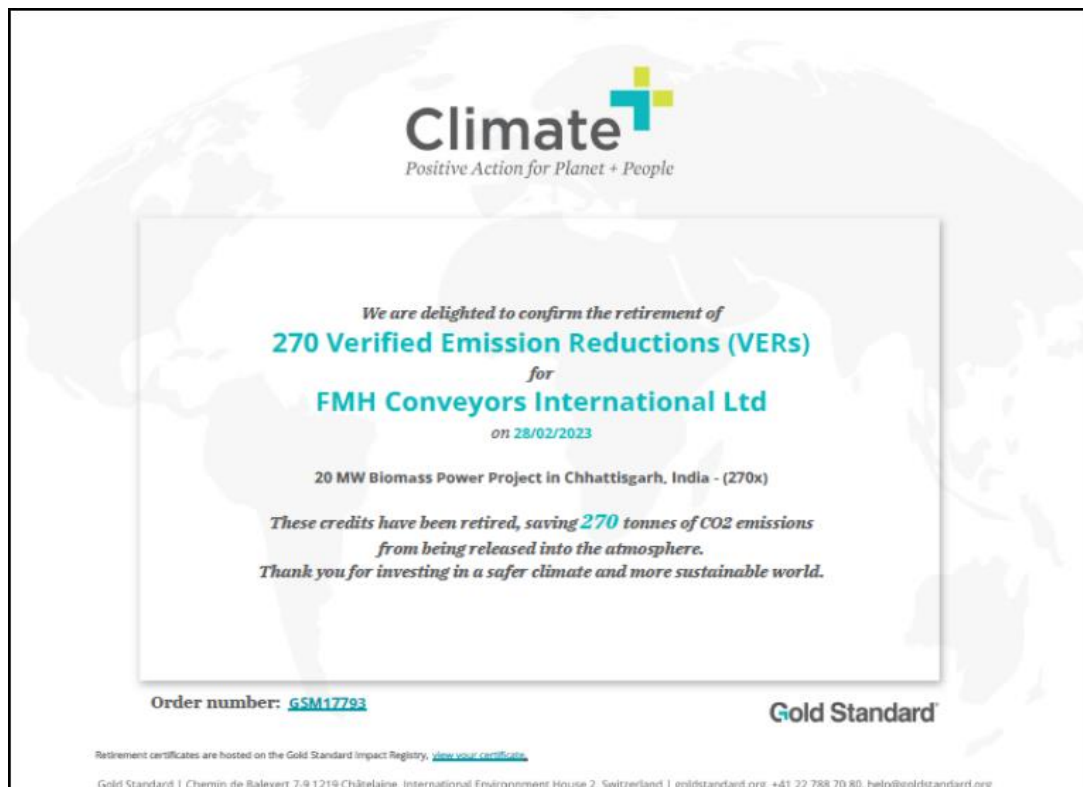 Climate
Positive Action for Planet + People
We are delighted to confirm the retirement of
270 Verified Emission Reductions (VERs)
for
FMH Conveyors International Ltd
on 28/02/2023
20 MW Biomass Power Project in Chhattisgarh, India - (270x)
These credits have been retired, saving 270 tonnes of CO2 emissions
from being released into the atmosphere.
Thank you for investing in a safer climate and more sustainable world.
Order number: GSM17793
Gold Standard
Retirement certificates are hosted on the Gold Standard Impact Registry, view your certificate.
Gold Standard | Chemin de Balexert 7-9 1219 Châtelaine, International Environment House 2, Switzerland | goldstandard.org, +41 22 788 70 80, help@goldstandard.org